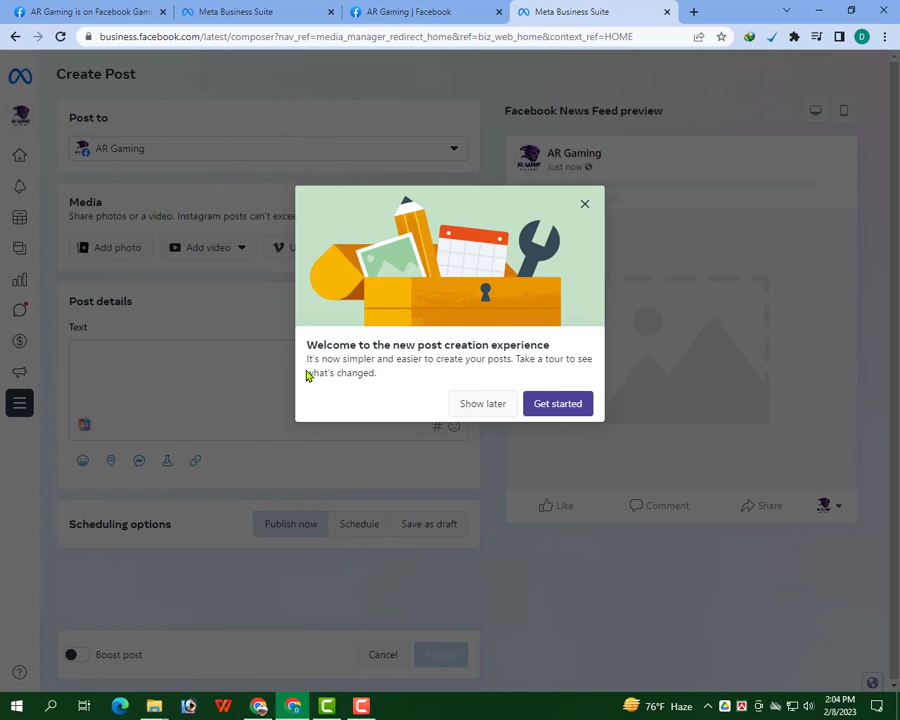 AR Gaming is on Facebook Gami
Meta Business Suite
AR Gaming | Facebook
Meta Business Suite
business.facebook.com/latest/composer?nav_ref=media_manager_redirect_home&ref=biz_web_home&context_ref=HOME
D
Create Post
Post to
AR Gaming
Media
Share photos or a video. Instagram posts can't exceed
Add photo
Add video
Post details
Text
#
Scheduling options
Publish now
Schedule
Save as draft
Boost post
Cancel
Publish
Facebook News Feed preview
AR Gaming
Just now
Like
Comment
Share
Welcome to the new post creation experience
It's now simpler and easier to create your posts. Take a tour to see
what's changed.
Show later
Get started
76°F Haze
2:04 PM
2/8/2023